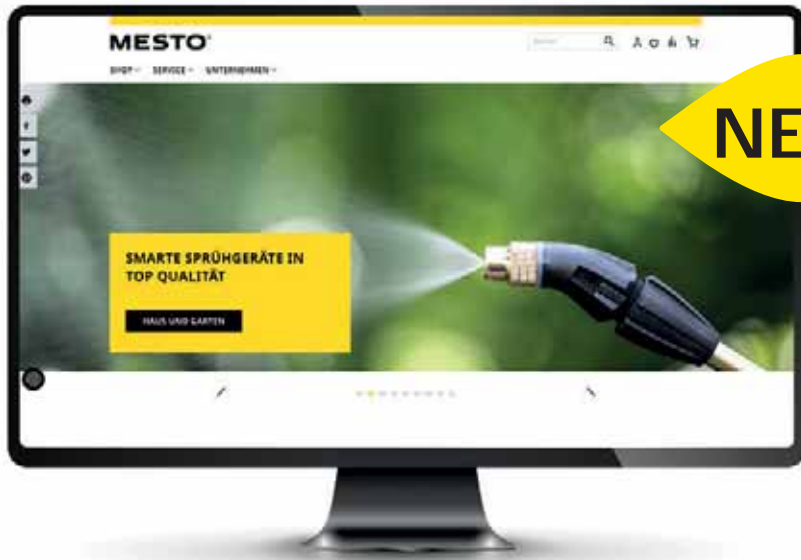 MESTO®
SHOP SERVICE UNTERNEHMEN
NE
SMARTE SPRÜHGERÄTE IN
TOP QUALITÄT
HAUS UND GARTEN